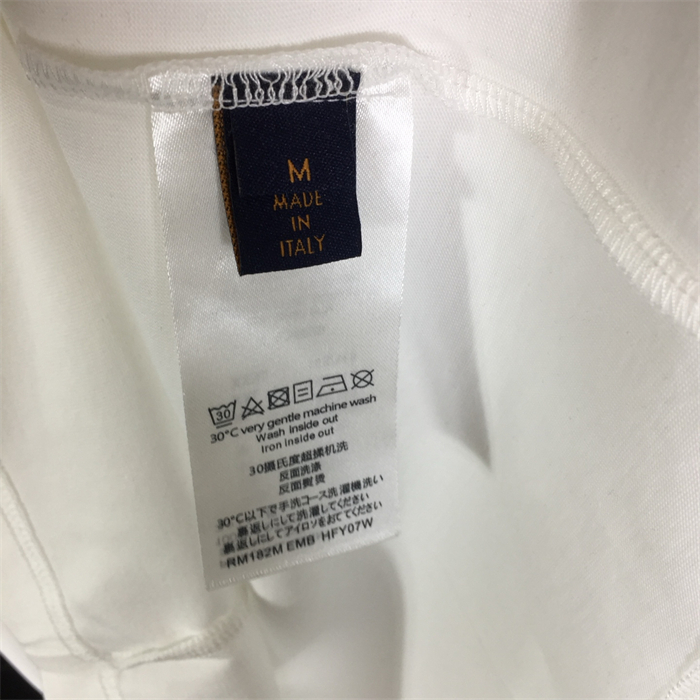 M
MADE
IN
ITALY
30
30°C very gentle machine wash
Wash inside out
Iron inside out
30摄氏度超揉机洗
反面洗涤
反面熨烫
30℃以下で手洗コース洗濯機洗い
裏返しにして洗濯してください
裏返しにしてアイロンをおてください
RM182M EMB HFY07W